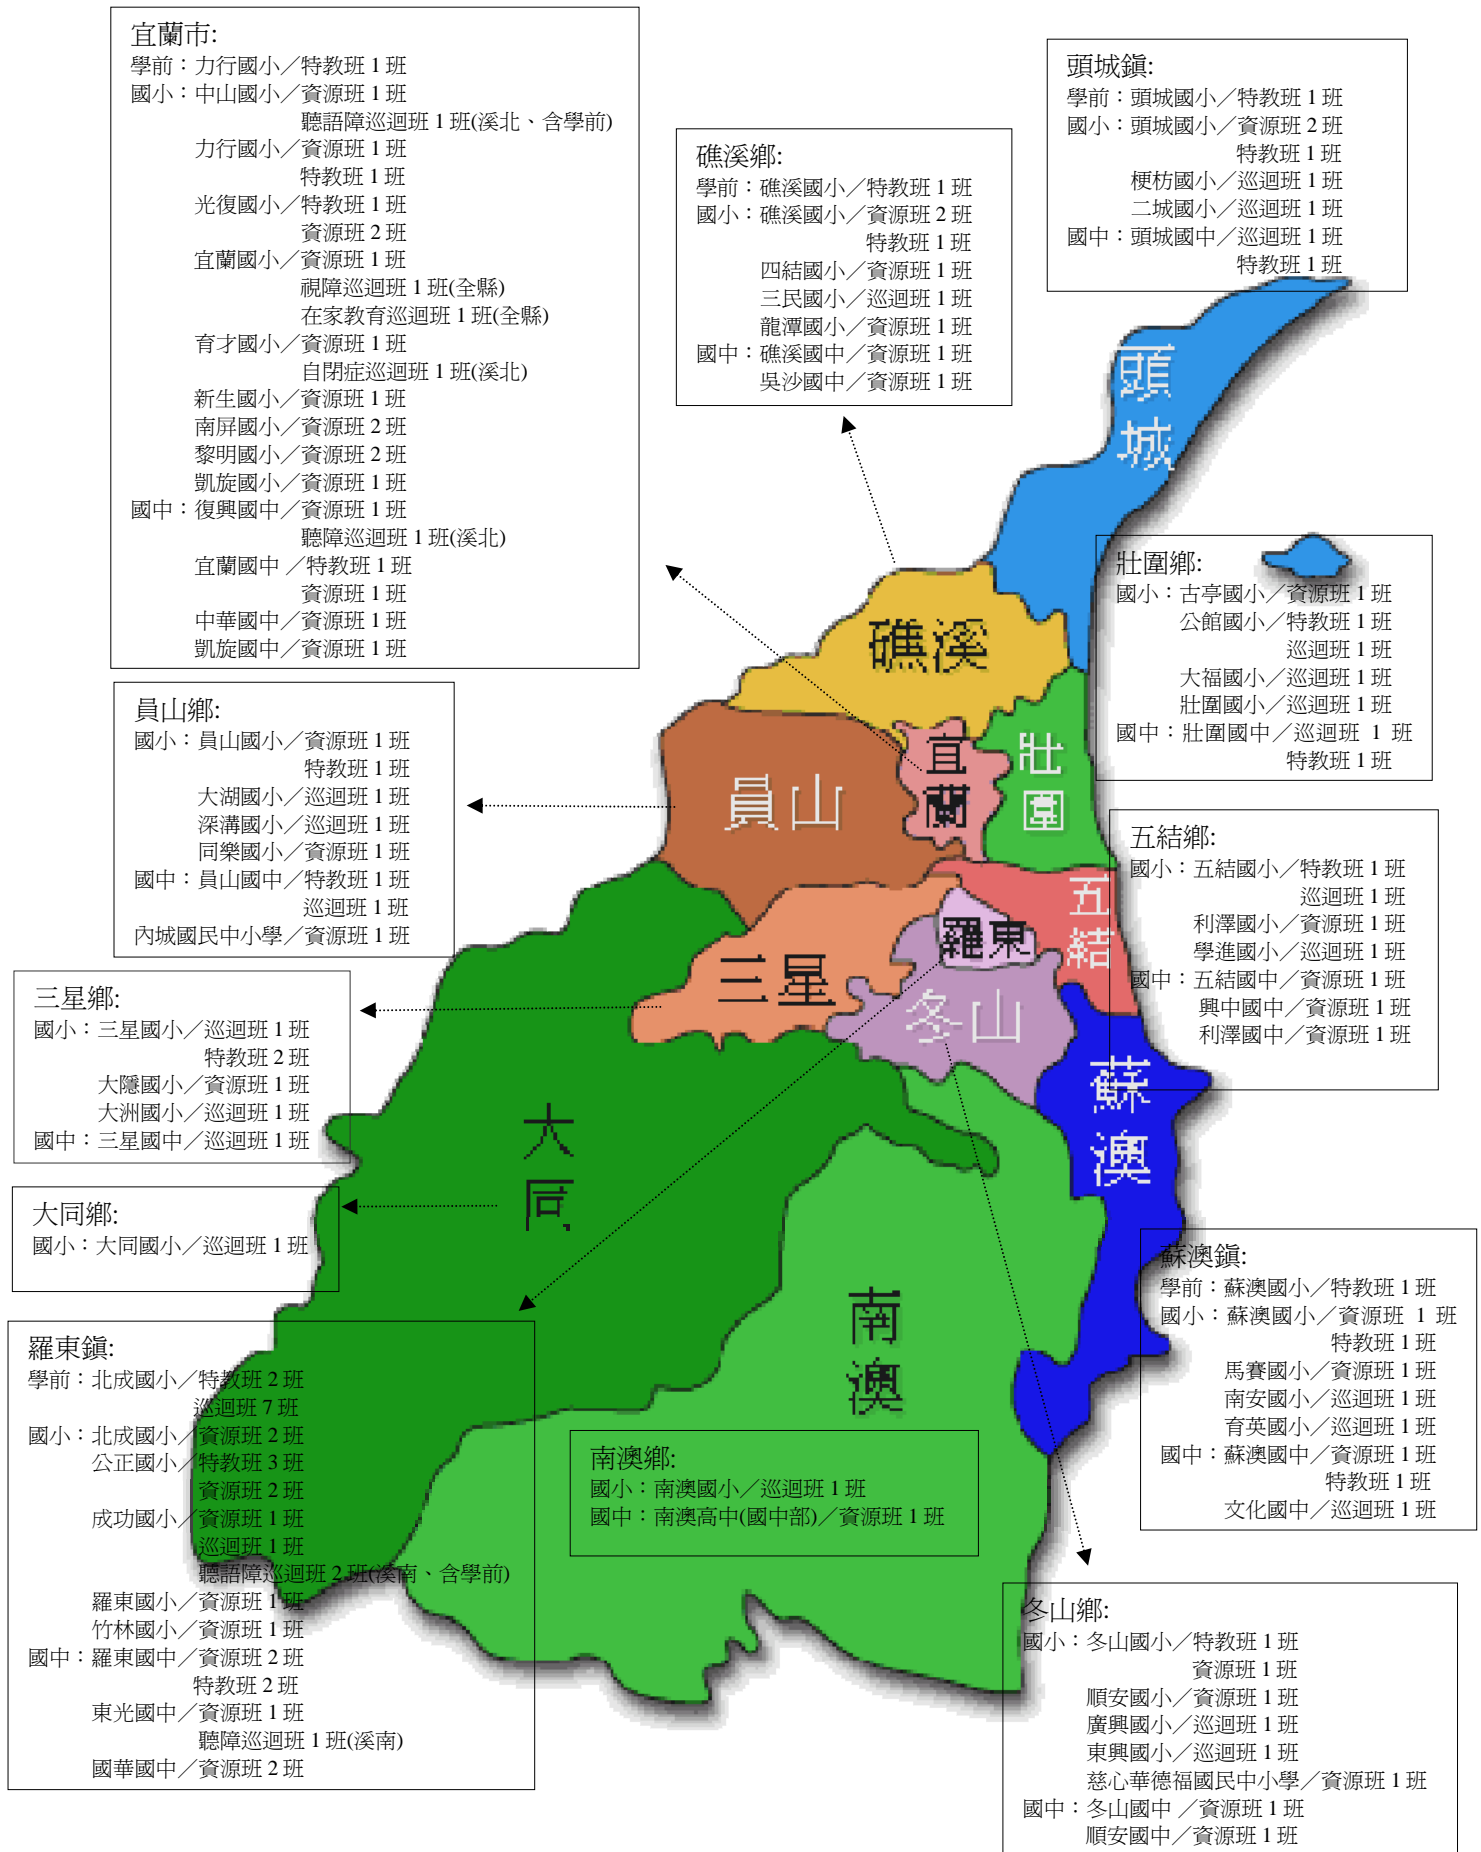 宜蘭市:
學前：力行國小／特教班 1 班
國小：中山國小／資源班 1 班
聽語障巡迴班 1 班(溪北、含學前)
力行國小／資源班 1 班
特教班 1 班
光復國小／特教班 1 班
資源班 2 班
宜蘭國小／資源班 1 班
視障巡迴班 1 班(全縣)
在家教育巡迴班 1 班(全縣)
育才國小／資源班 1 班
自閉症巡迴班 1 班(溪北)
新生國小／資源班 1 班
南屏國小／資源班 2 班
黎明國小／資源班 2 班
凱旋國小／資源班 1 班
國中：復興國中／資源班 1 班
聽障巡迴班 1 班(溪北)
宜蘭國中 ／特教班 1 班
資源班 1 班
中華國中／資源班 1 班
凱旋國中／資源班 1 班
礁溪鄉:
學前：礁溪國小／特教班 1 班
國小：礁溪國小／資源班 2 班
特教班 1 班
四結國小／資源班 1 班
三民國小／巡迴班 1 班
龍潭國小／資源班 1 班
國中：礁溪國中／資源班 1 班
吳沙國中／資源班 1 班
頭城鎮:
學前：頭城國小／特教班 1 班
國小：頭城國小／資源班 2 班
特教班 1 班
梗枋國小／巡迴班 1 班
二城國小／巡迴班 1 班
國中：頭城國中／巡迴班 1 班
特教班 1 班
頭城
壯圍鄉:
國小：古亭國小／資源班 1 班
公館國小／特教班 1 班
巡迴班 1 班
大福國小／巡迴班 1 班
壯圍國小／巡迴班 1 班
國中：壯圍國中／巡迴班 1 班
特教班 1 班
礁溪
員山鄉:
國小：員山國小／資源班 1 班
特教班 1 班
大湖國小／巡迴班 1 班
深溝國小／巡迴班 1 班
同樂國小／資源班 1 班
國中：員山國中／特教班 1 班
巡迴班 1 班
內城國民中小學／資源班 1 班
員山
宜蘭
壯圍
五結鄉:
國小：五結國小／特教班 1 班
巡迴班 1 班
利澤國小／資源班 1 班
學進國小／巡迴班 1 班
國中：五結國中／資源班 1 班
興中國中／資源班 1 班
利澤國中／資源班 1 班
五結
羅東
三星
冬山
三星鄉:
國小：三星國小／巡迴班 1 班
特教班 2 班
大隱國小／資源班 1 班
大洲國小／巡迴班 1 班
國中：三星國中／巡迴班 1 班
蘇澳
大同
大同鄉:
國小：大同國小／巡迴班 1 班
南澳
蘇澳鎮:
學前：蘇澳國小／特教班 1 班
國小：蘇澳國小／資源班 1 班
特教班 1 班
馬賽國小／資源班 1 班
南安國小／巡迴班 1 班
育英國小／巡迴班 1 班
國中：蘇澳國中／資源班 1 班
特教班 1 班
文化國中／巡迴班 1 班
羅東鎮:
學前：北成國小／特教班 2 班
巡迴班 7 班
國小：北成國小／資源班 2 班
公正國小／特教班 3 班
資源班 2 班
成功國小／資源班 1 班
巡迴班 1 班
聽語障巡迴班 2 班(溪南、含學前)
羅東國小／資源班 1 班
竹林國小／資源班 1 班
國中：羅東國中／資源班 2 班
特教班 2 班
東光國中／資源班 1 班
聽障巡迴班 1 班(溪南)
國華國中／資源班 2 班
南澳鄉:
國小：南澳國小／巡迴班 1 班
國中：南澳高中(國中部)／資源班 1 班
冬山鄉:
國小：冬山國小／特教班 1 班
資源班 1 班
順安國小／資源班 1 班
廣興國小／巡迴班 1 班
東興國小／巡迴班 1 班
慈心華德福國民中小學／資源班 1 班
國中：冬山國中 ／資源班 1 班
順安國中／資源班 1 班